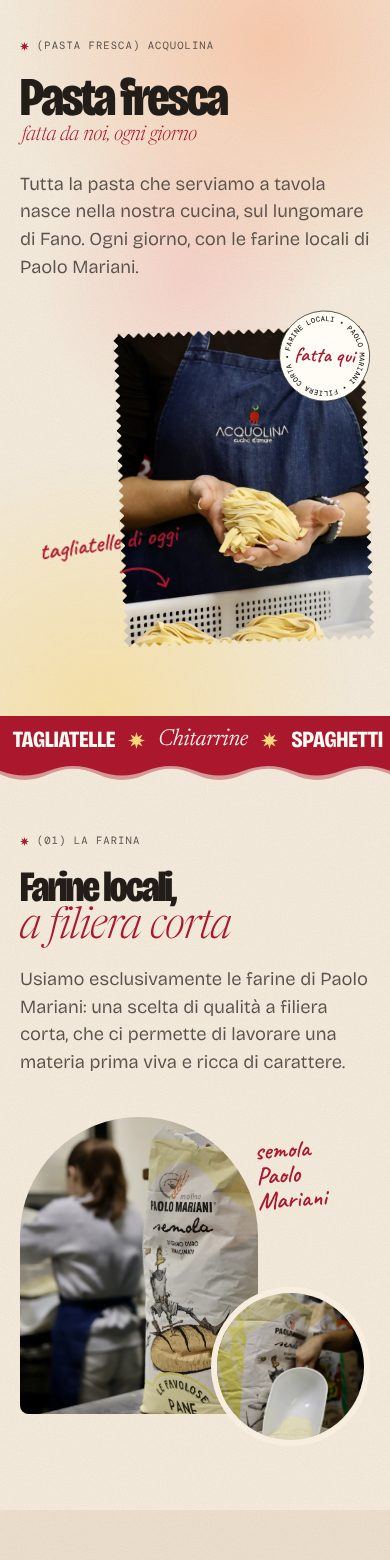 (PASTA FRESCA) ACQUOLINA
Pasta fresca
fatta da noi, ogni giorno
Tutta la pasta che serviamo a tavola
nasce nella nostra cucina, sul lungomare
di Fano. Ogni giorno, con le farine locali di
Paolo Mariani.
FARINE LOCALI • PAOLO MARIANI • FILIERA CORTA •
fatta qui
ACQUOLINA
cucina d'amare
tagliatelle di oggi
TAGLIATELLE Chitarrine SPAGHETTI
(01) LA FARINA
Farine locali,
a filiera corta
Usiamo esclusivamente le farine di Paolo
Mariani: una scelta di qualità a filiera
corta, che ci permette di lavorare una
materia prima viva e ricca di carattere.
semola
Paolo
Mariani
molino
PAOLO MARIANI
semola
LE FAVOLOSE
PANE